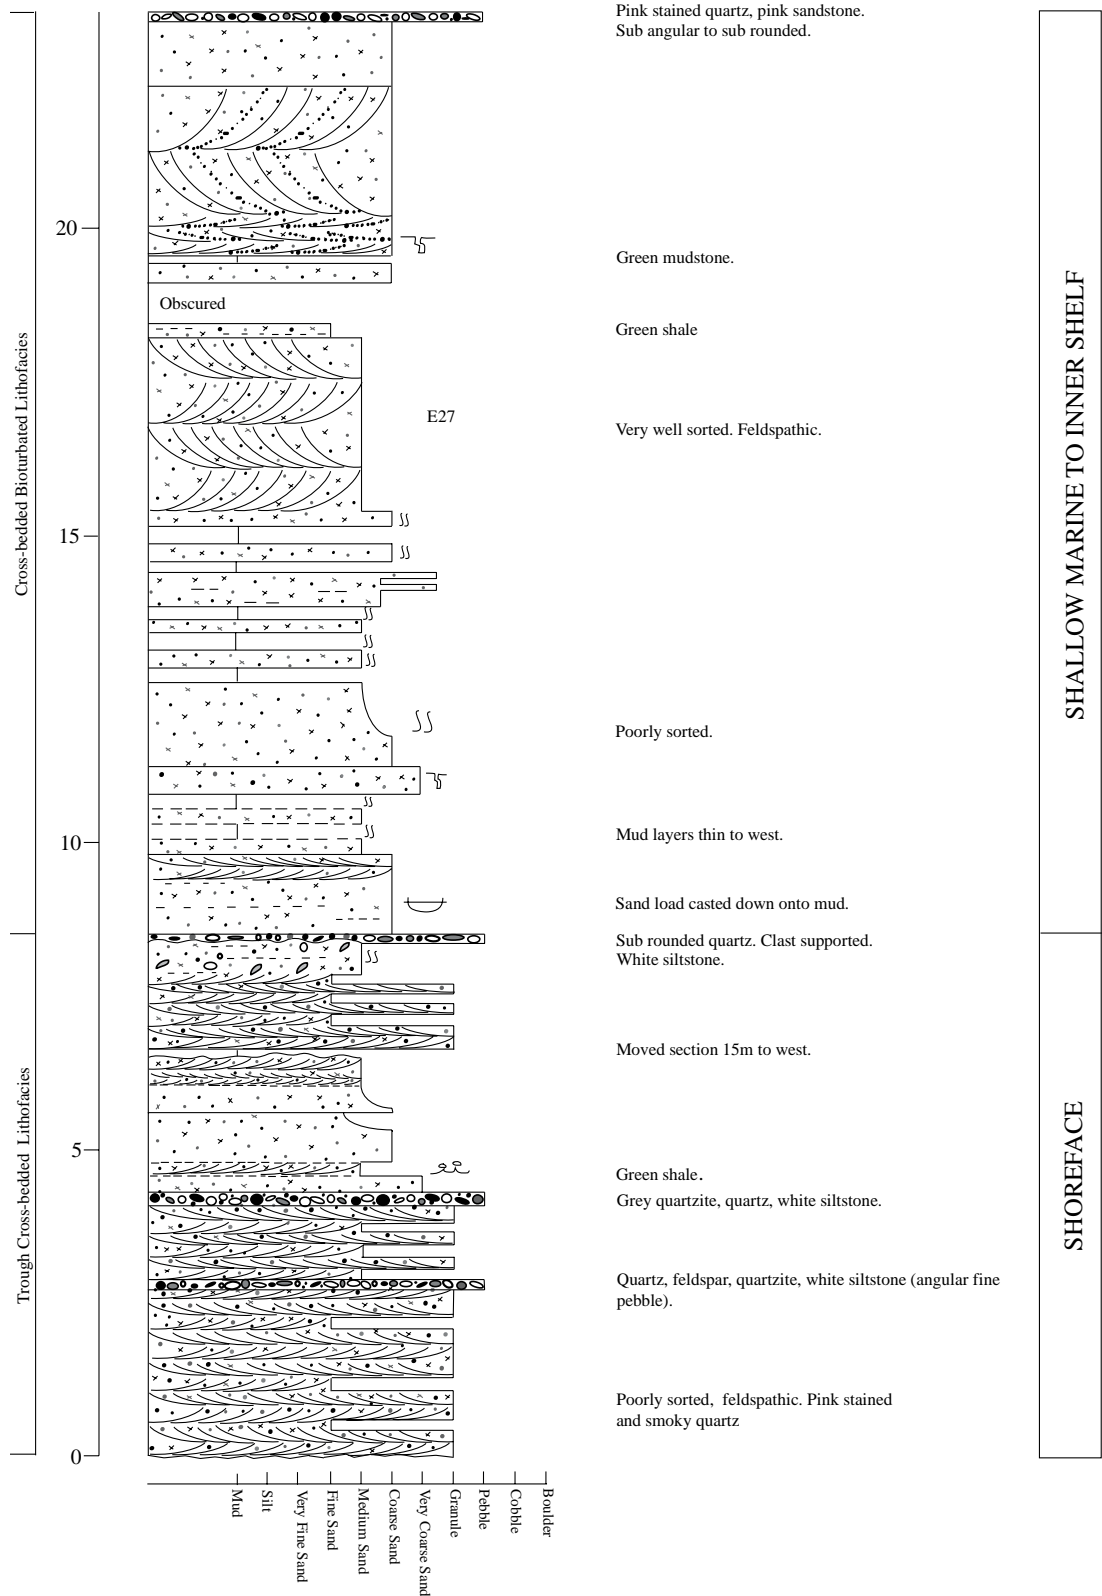 Pink stained quartz, pink sandstone.
Sub angular to sub rounded.
20
Green mudstone.
Obscured
Green shale
E27
Very well sorted. Feldspathic.
15
Poorly sorted.
10
Mud layers thin to west.
Sand load casted down onto mud.
Sub rounded quartz. Clast supported.
White siltstone.
Moved section 15m to west.
5
Green shale.
Grey quartzite, quartz, white siltstone.
Quartz, feldspar, quartzite, white siltstone (angular fine
pebble).
Poorly sorted, feldspathic. Pink stained
and smoky quartz
0
Cross-bedded Bioturbated Lithofacies
Trough Cross-bedded Lithofacies
SHALLOW MARINE TO INNER SHELF
SHOREFACE
Mud
Silt
Very Fine Sand
Fine Sand
Medium Sand
Coarse Sand
Very Coarse Sand
Granule
Pebble
Cobble
Boulder